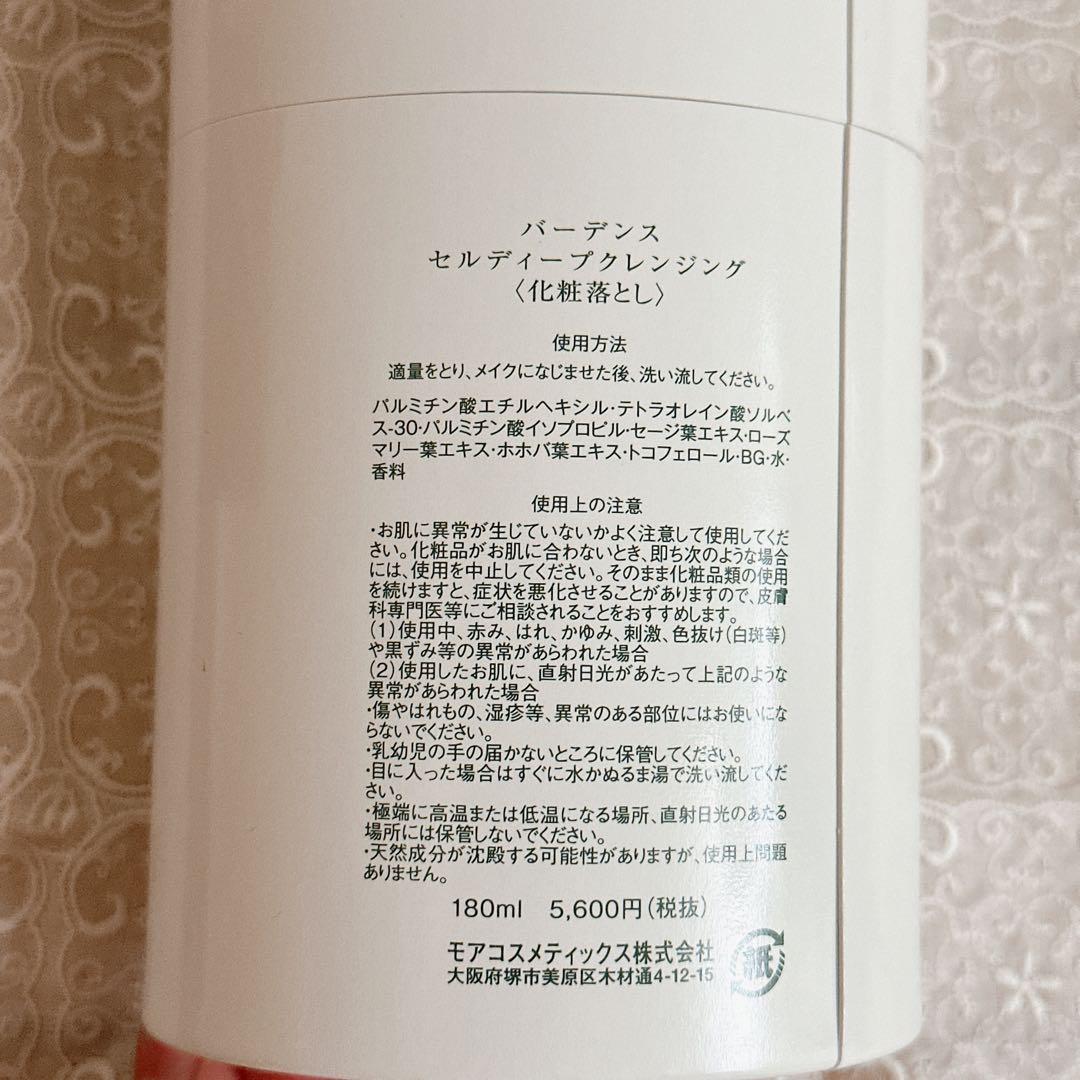 バーデンス
セルディープクレンジング
〈化粧落とし〉
使用方法
適量をとり、メイクになじませた後、洗い流してください。
パルミチン酸エチルヘキシル・テトラオレイン酸ソルベ
ス-30・パルミチン酸イソプロピル・セージ葉エキス・ローズ
マリー葉エキス・ホホバ葉エキス・トコフェロール・BG・水・
香料
使用上の注意
・お肌に異常が生じていないかよく注意して使用してくだ
さい。化粧品がお肌に合わないとき、即ち次のような場合
には、使用を中止してください。そのまま化粧品類の使用
を続けますと、症状を悪化させることがありますので、皮膚
科専門医等にご相談されることをおすすめします。
(1)使用中、赤み、はれ、かゆみ、刺激、色抜け(白斑等)
や黒ずみ等の異常があらわれた場合
(2)使用したお肌に、直射日光があたって上記のような
異常があらわれた場合
・傷やはれもの、湿疹等、異常のある部位にはお使いにな
らないでください。
・乳幼児の手の届かないところに保管してください。
・目に入った場合はすぐに水かぬるま湯で洗い流してくだ
さい。
・極端に高温または低温になる場所、直射日光のあたる
場所には保管しないでください。
・天然成分が沈殿する可能性がありますが、使用上問題
ありません。
180ml 5,600円(税抜)
モアコスメティックス株式会社
大阪府堺市美原区木材通4-12-15
紙